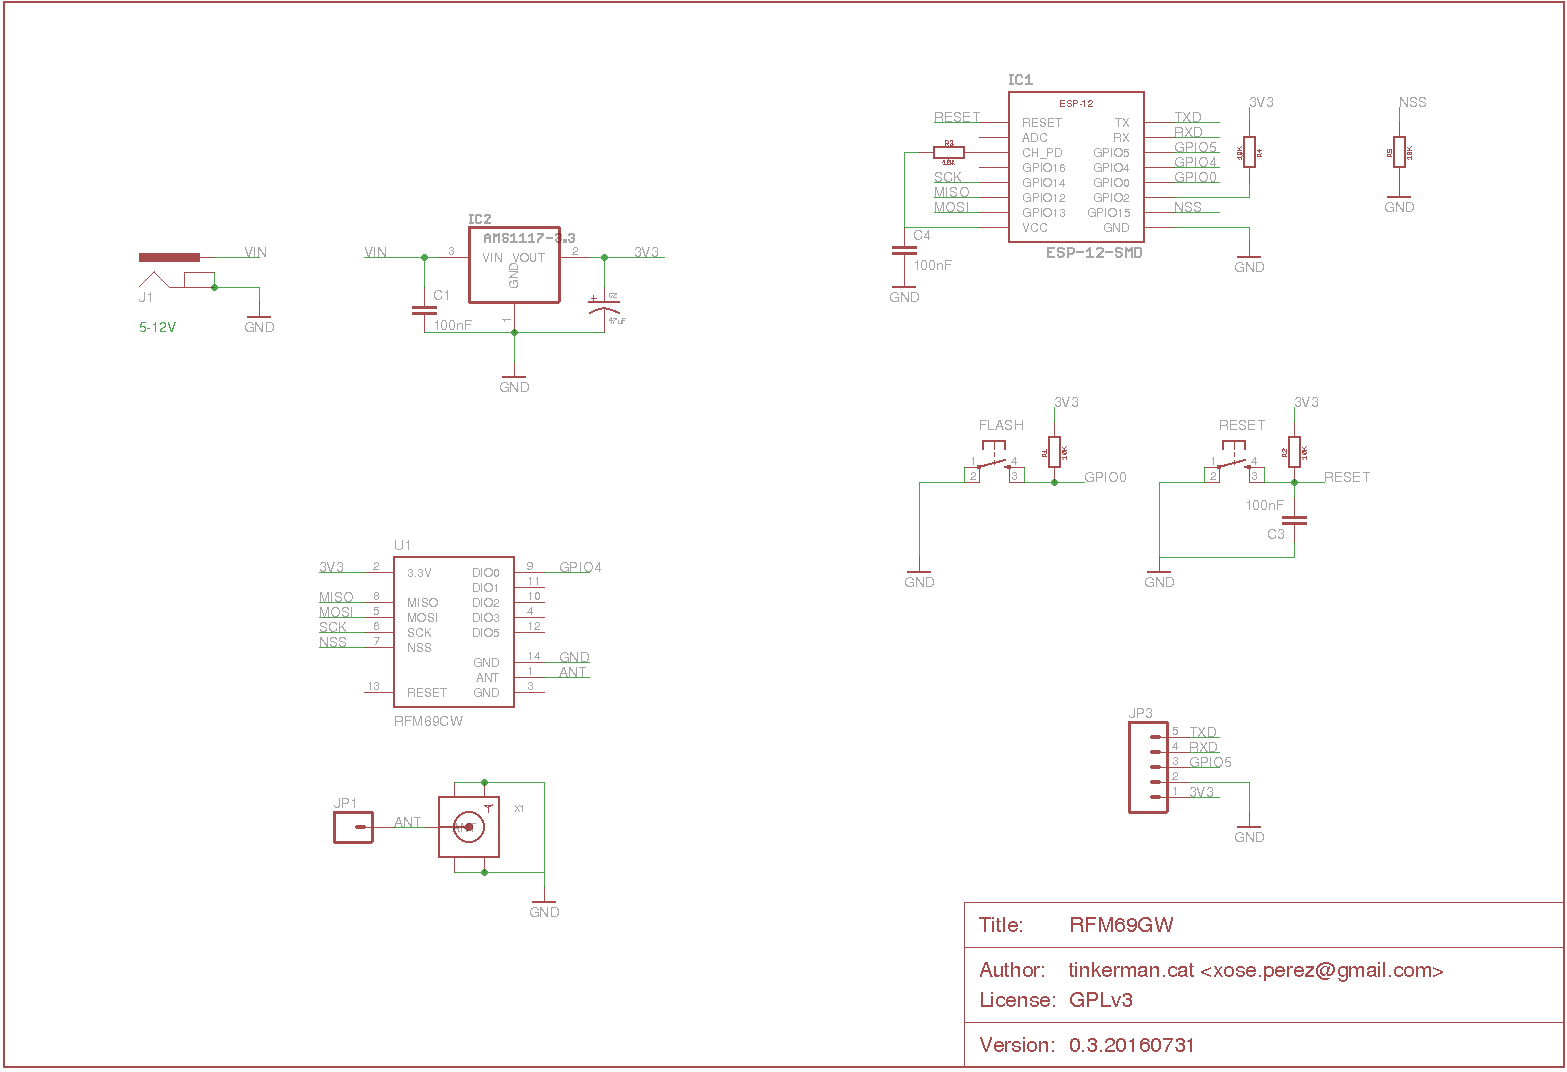 VIN
J1
GND
5-12V
IC2
AMS1117-3.3
VIN
3
VIN VOUT
GND
2
3V3
1
C1
100nF
47uF
GND
IC1
ESP-12
RESET
RESET
TX
TXD
ADC
RX
RXD
R3
10K
CH_PD
GPIO5
GPIO5
GPIO16
GPIO4
GPIO4
SCK
GPIO14
GPIO0
GPIO0
MISO
GPIO12
GPIO2
MOSI
GPIO13
GPIO15
NSS
VCC
GND
ESP-12-SMD
C4
100nF
GND
3V3
10K
R4
GND
NSS
R5
10K
GND
FLASH
1
2
4
3
3V3
R1
10K
GPIO0
GND
RESET
1
2
4
3
3V3
R2
10K
RESET
100nF
C3
GND
U1
3V3
2
3.3V
DIO0
9
GPIO4
DIO1
11
MISO
8
MISO
DIO2
10
MOSI
5
MOSI
DIO3
4
SCK
6
SCK
DIO5
12
NSS
7
NSS
GND
14
GND
ANT
1
ANT
13
RESET
GND
3
RFM69CW
JP1
ANT
ANT
X1
GND
JP3
5
TXD
4
RXD
3
GPIO5
2
1
3V3
GND
Title: RFM69GW
Author: tinkerman.cat <xose.perez@gmail.com>
License: GPLv3
Version: 0.3.20160731